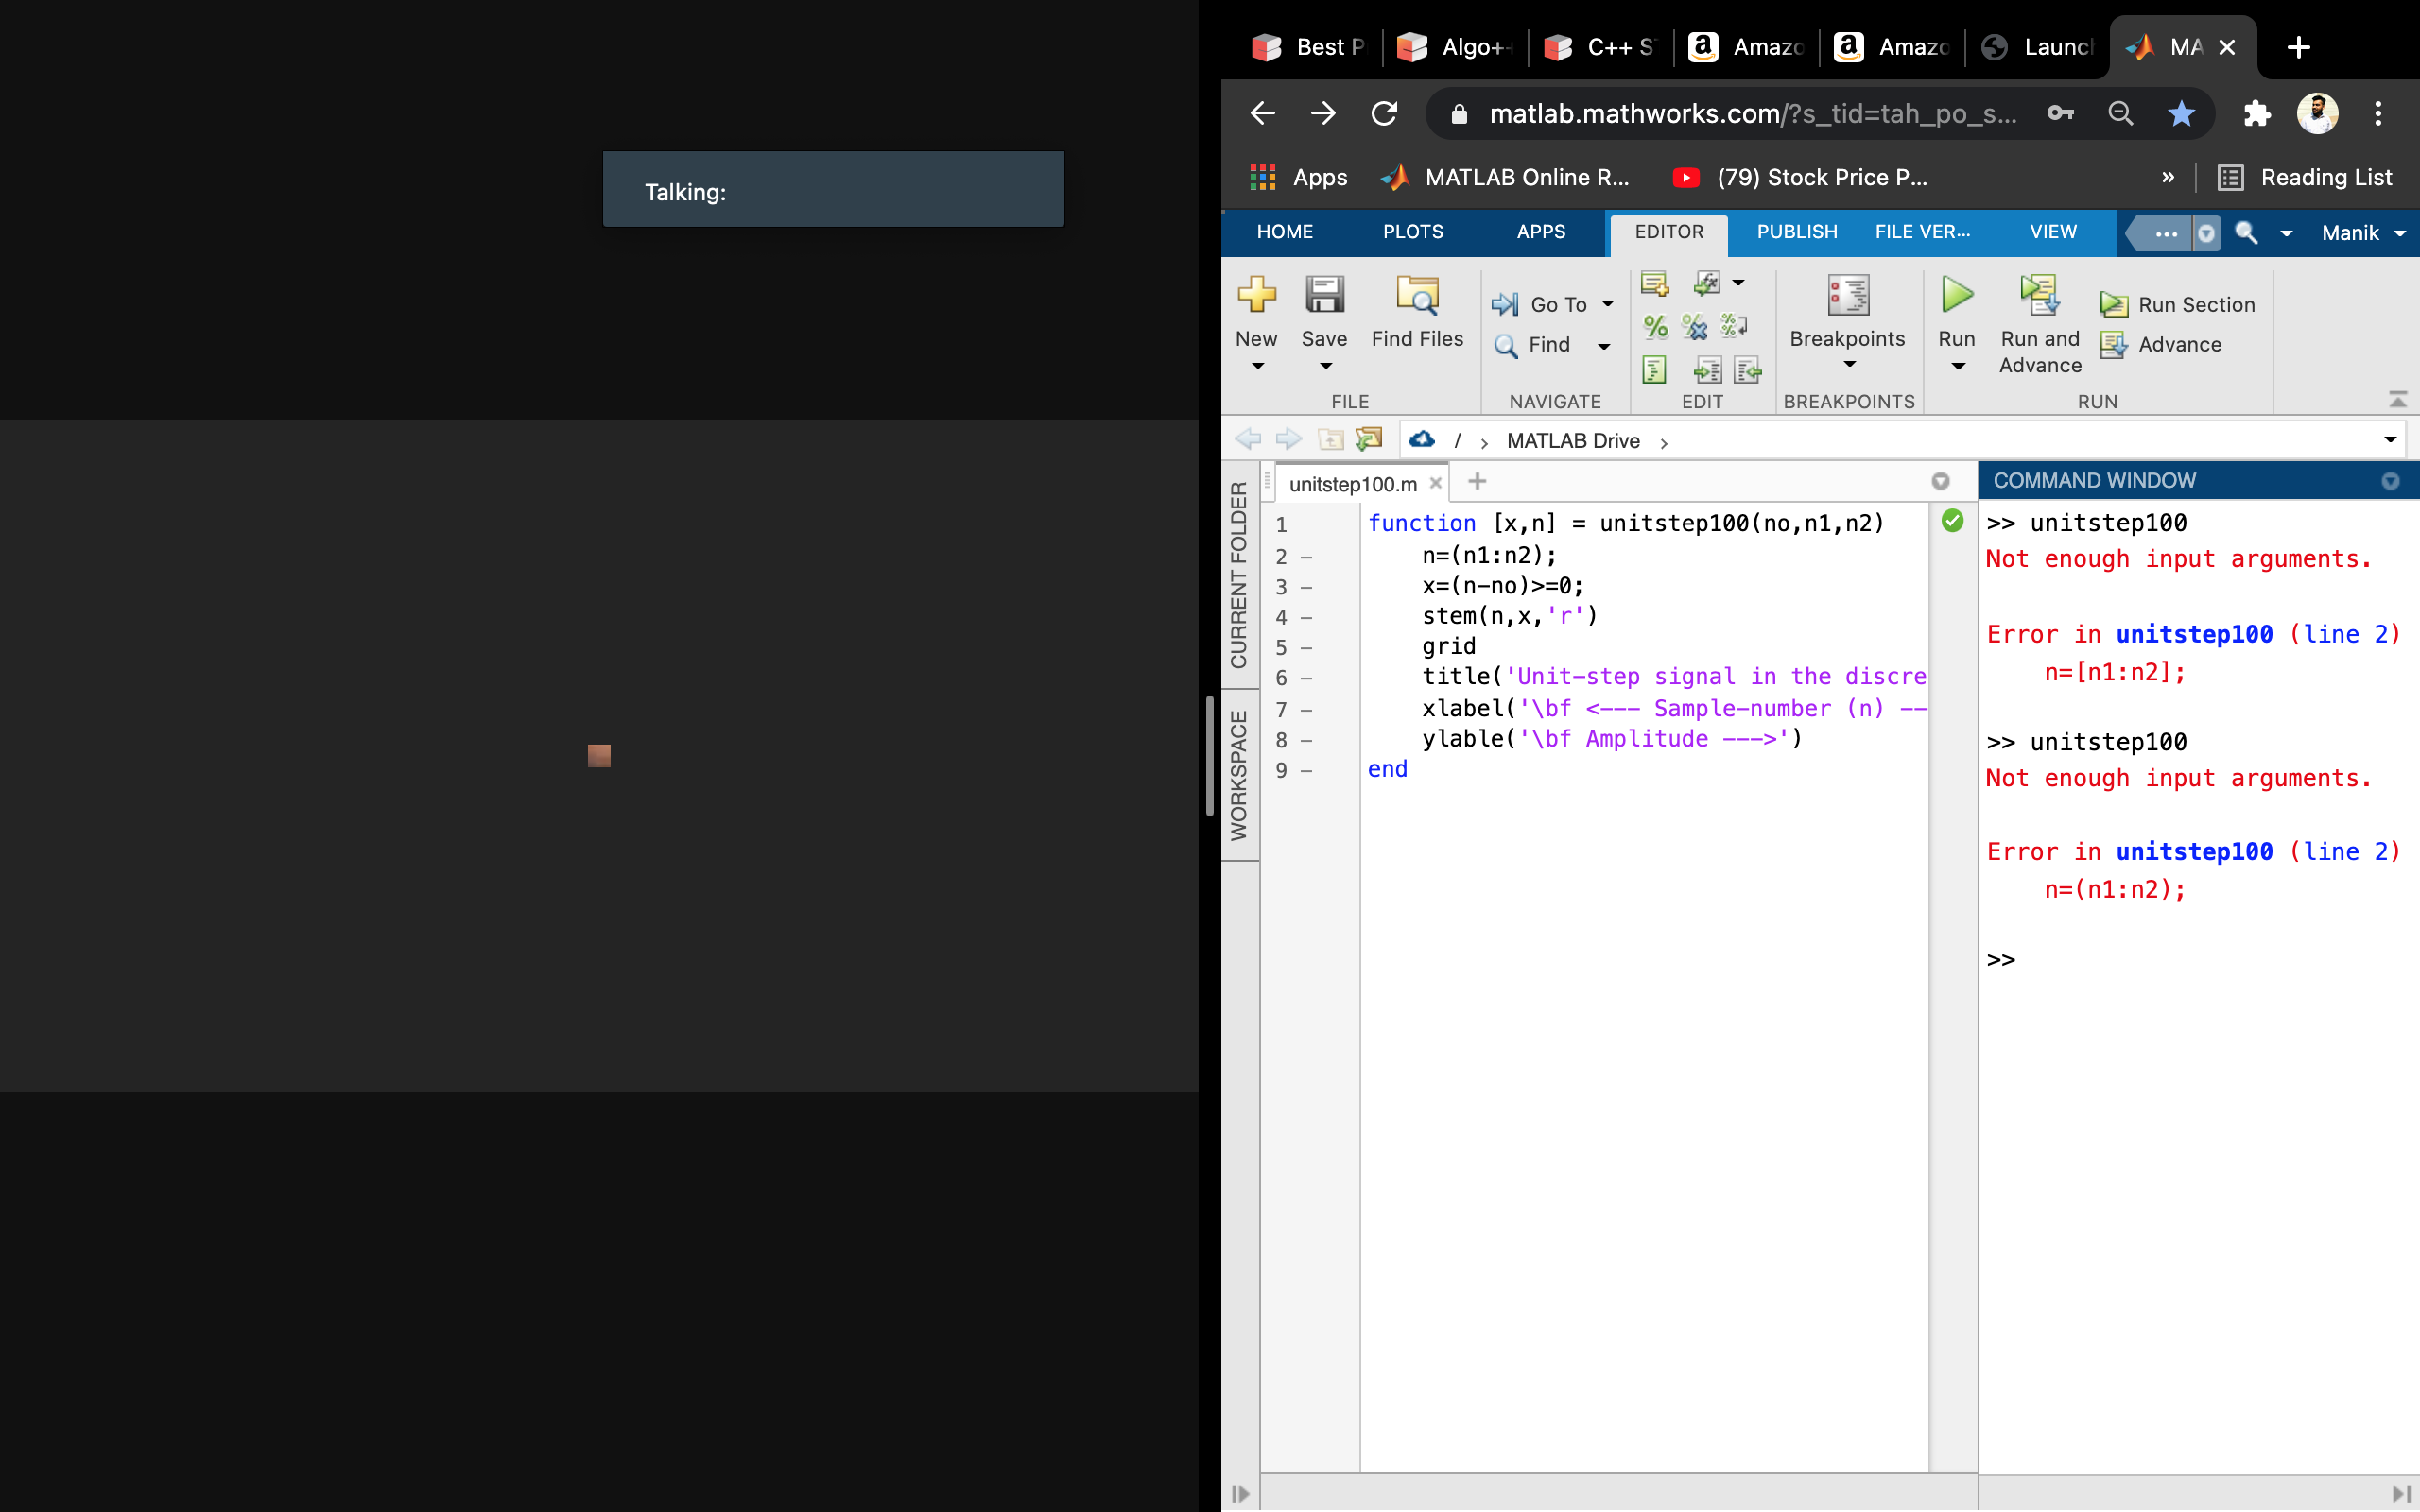 Talking:
Best P
Algo++
C++ S
Amazo
Amazo
Launch
MA
matlab.mathworks.com/?s_tid=tah_po_s...
Apps
MATLAB Online R...
(79) Stock Price P...
»
Reading List
HOME
PLOTS
APPS
EDITOR
PUBLISH
FILE VER...
VIEW
Manik
New
Save
Find Files
Go To
Find
Breakpoints
Run
Run and
Advance
Run Section
Advance
FILE
NAVIGATE
EDIT
BREAKPOINTS
RUN
/ › MATLAB Drive ›
CURRENT FOLDER
WORKSPACE
unitstep100.m
1 function [x,n] = unitstep100(no,n1,n2)
2 – n=(n1:n2);
3 – x=(n-no)>=0;
4 – stem(n,x,'r')
5 – grid
6 – title('Unit-step signal in the discre
7 – xlabel('\bf <--- Sample-number (n) --
8 – ylable('\bf Amplitude --->')
9 – end
COMMAND WINDOW
>> unitstep100
Not enough input arguments.
Error in unitstep100 (line 2)
n=[n1:n2];
>> unitstep100
Not enough input arguments.
Error in unitstep100 (line 2)
n=(n1:n2);
>>